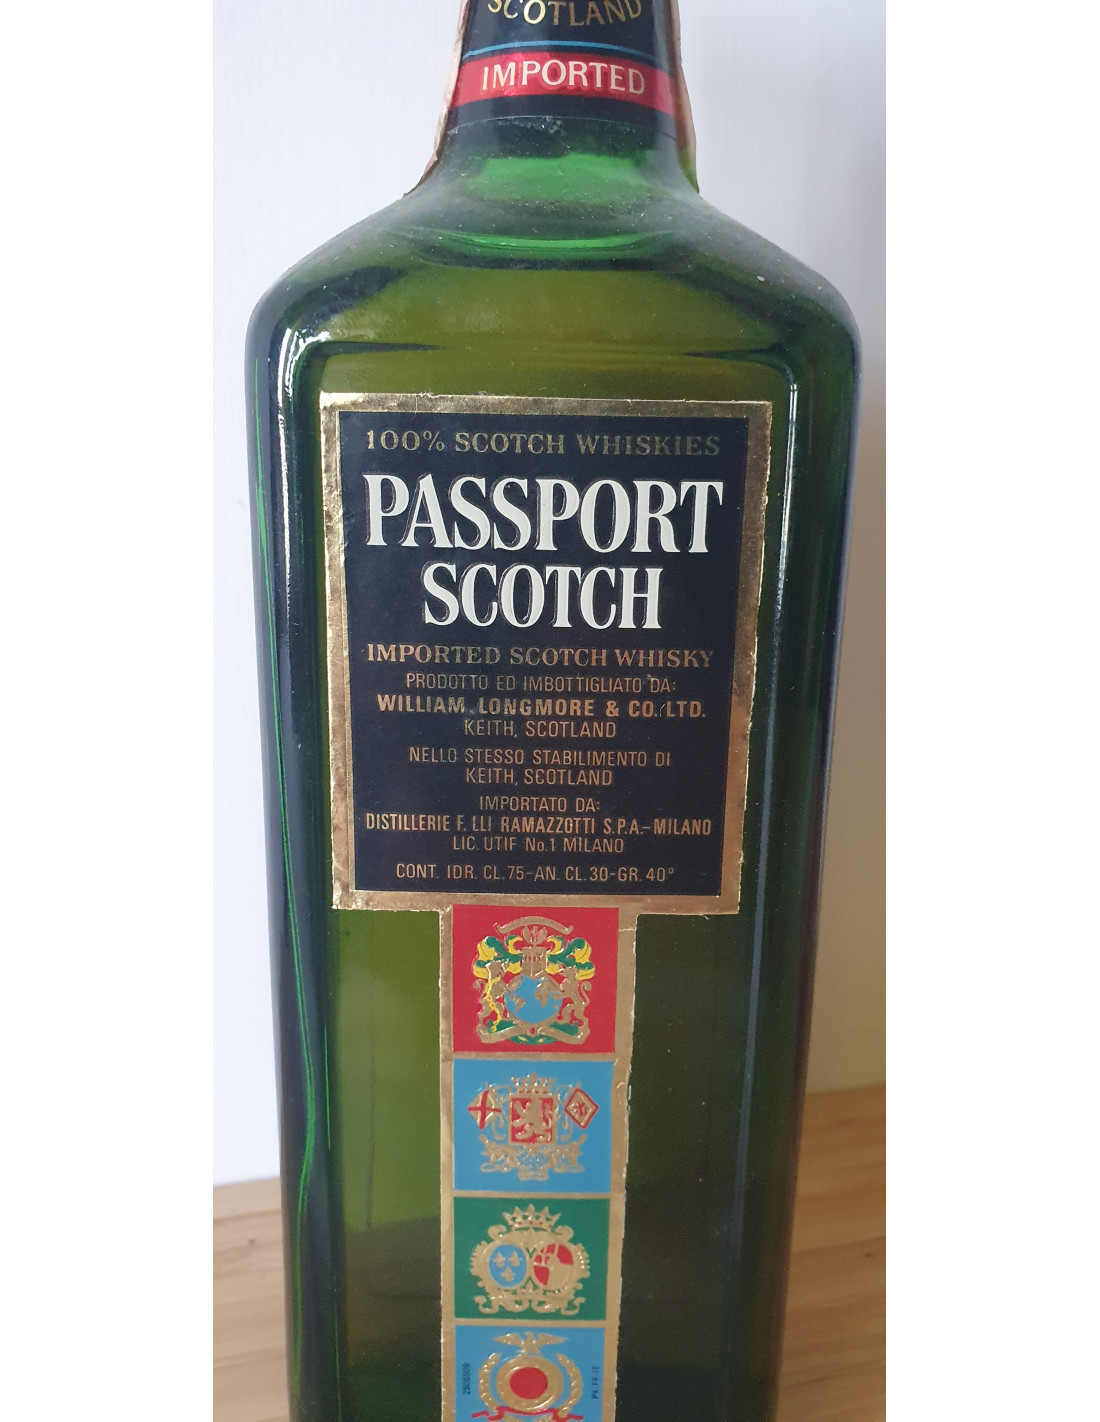 SCOTLAND
IMPORTED
100% SCOTCH WHISKIES
PASSPORT
SCOTCH
IMPORTED SCOTCH WHISKY
PRODOTTO ED IMBOTTIGLIATO DA:
WILLIAM LONGMORE & CO. LTD.
KEITH, SCOTLAND
NELLO STESSO STABILIMENTO DI
KEITH, SCOTLAND
IMPORTATO DA:
DISTILLERIE F. LLI RAMAZZOTTI S.P.A.-MILANO
LIC. UTIF No.1 MILANO
CONT. IDR. CL.75-AN. CL.30-GR. 40°